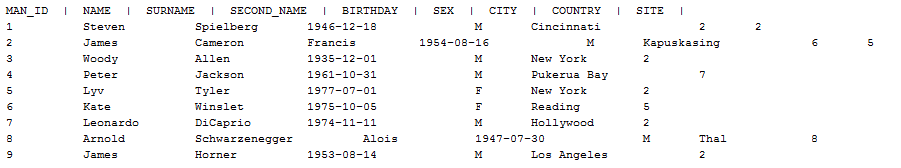 MAN_ID | NAME | SURNAME | SECOND_NAME | BIRTHDAY | SEX | CITY | COUNTRY | SITE |
1 Steven Spielberg 1946-12-18 M Cincinnati 2 2
2 James Cameron Francis 1954-08-16 M Kapuskasing 6 5
3 Woody Allen 1935-12-01 M New York 2
4 Peter Jackson 1961-10-31 M Pukerua Bay 7
5 Lyv Tyler 1977-07-01 F New York 2
6 Kate Winslet 1975-10-05 F Reading 5
7 Leonardo DiCaprio 1974-11-11 M Hollywood 2
8 Arnold Schwarzenegger Alois 1947-07-30 M Thal 8
9 James Horner 1953-08-14 M Los Angeles 2